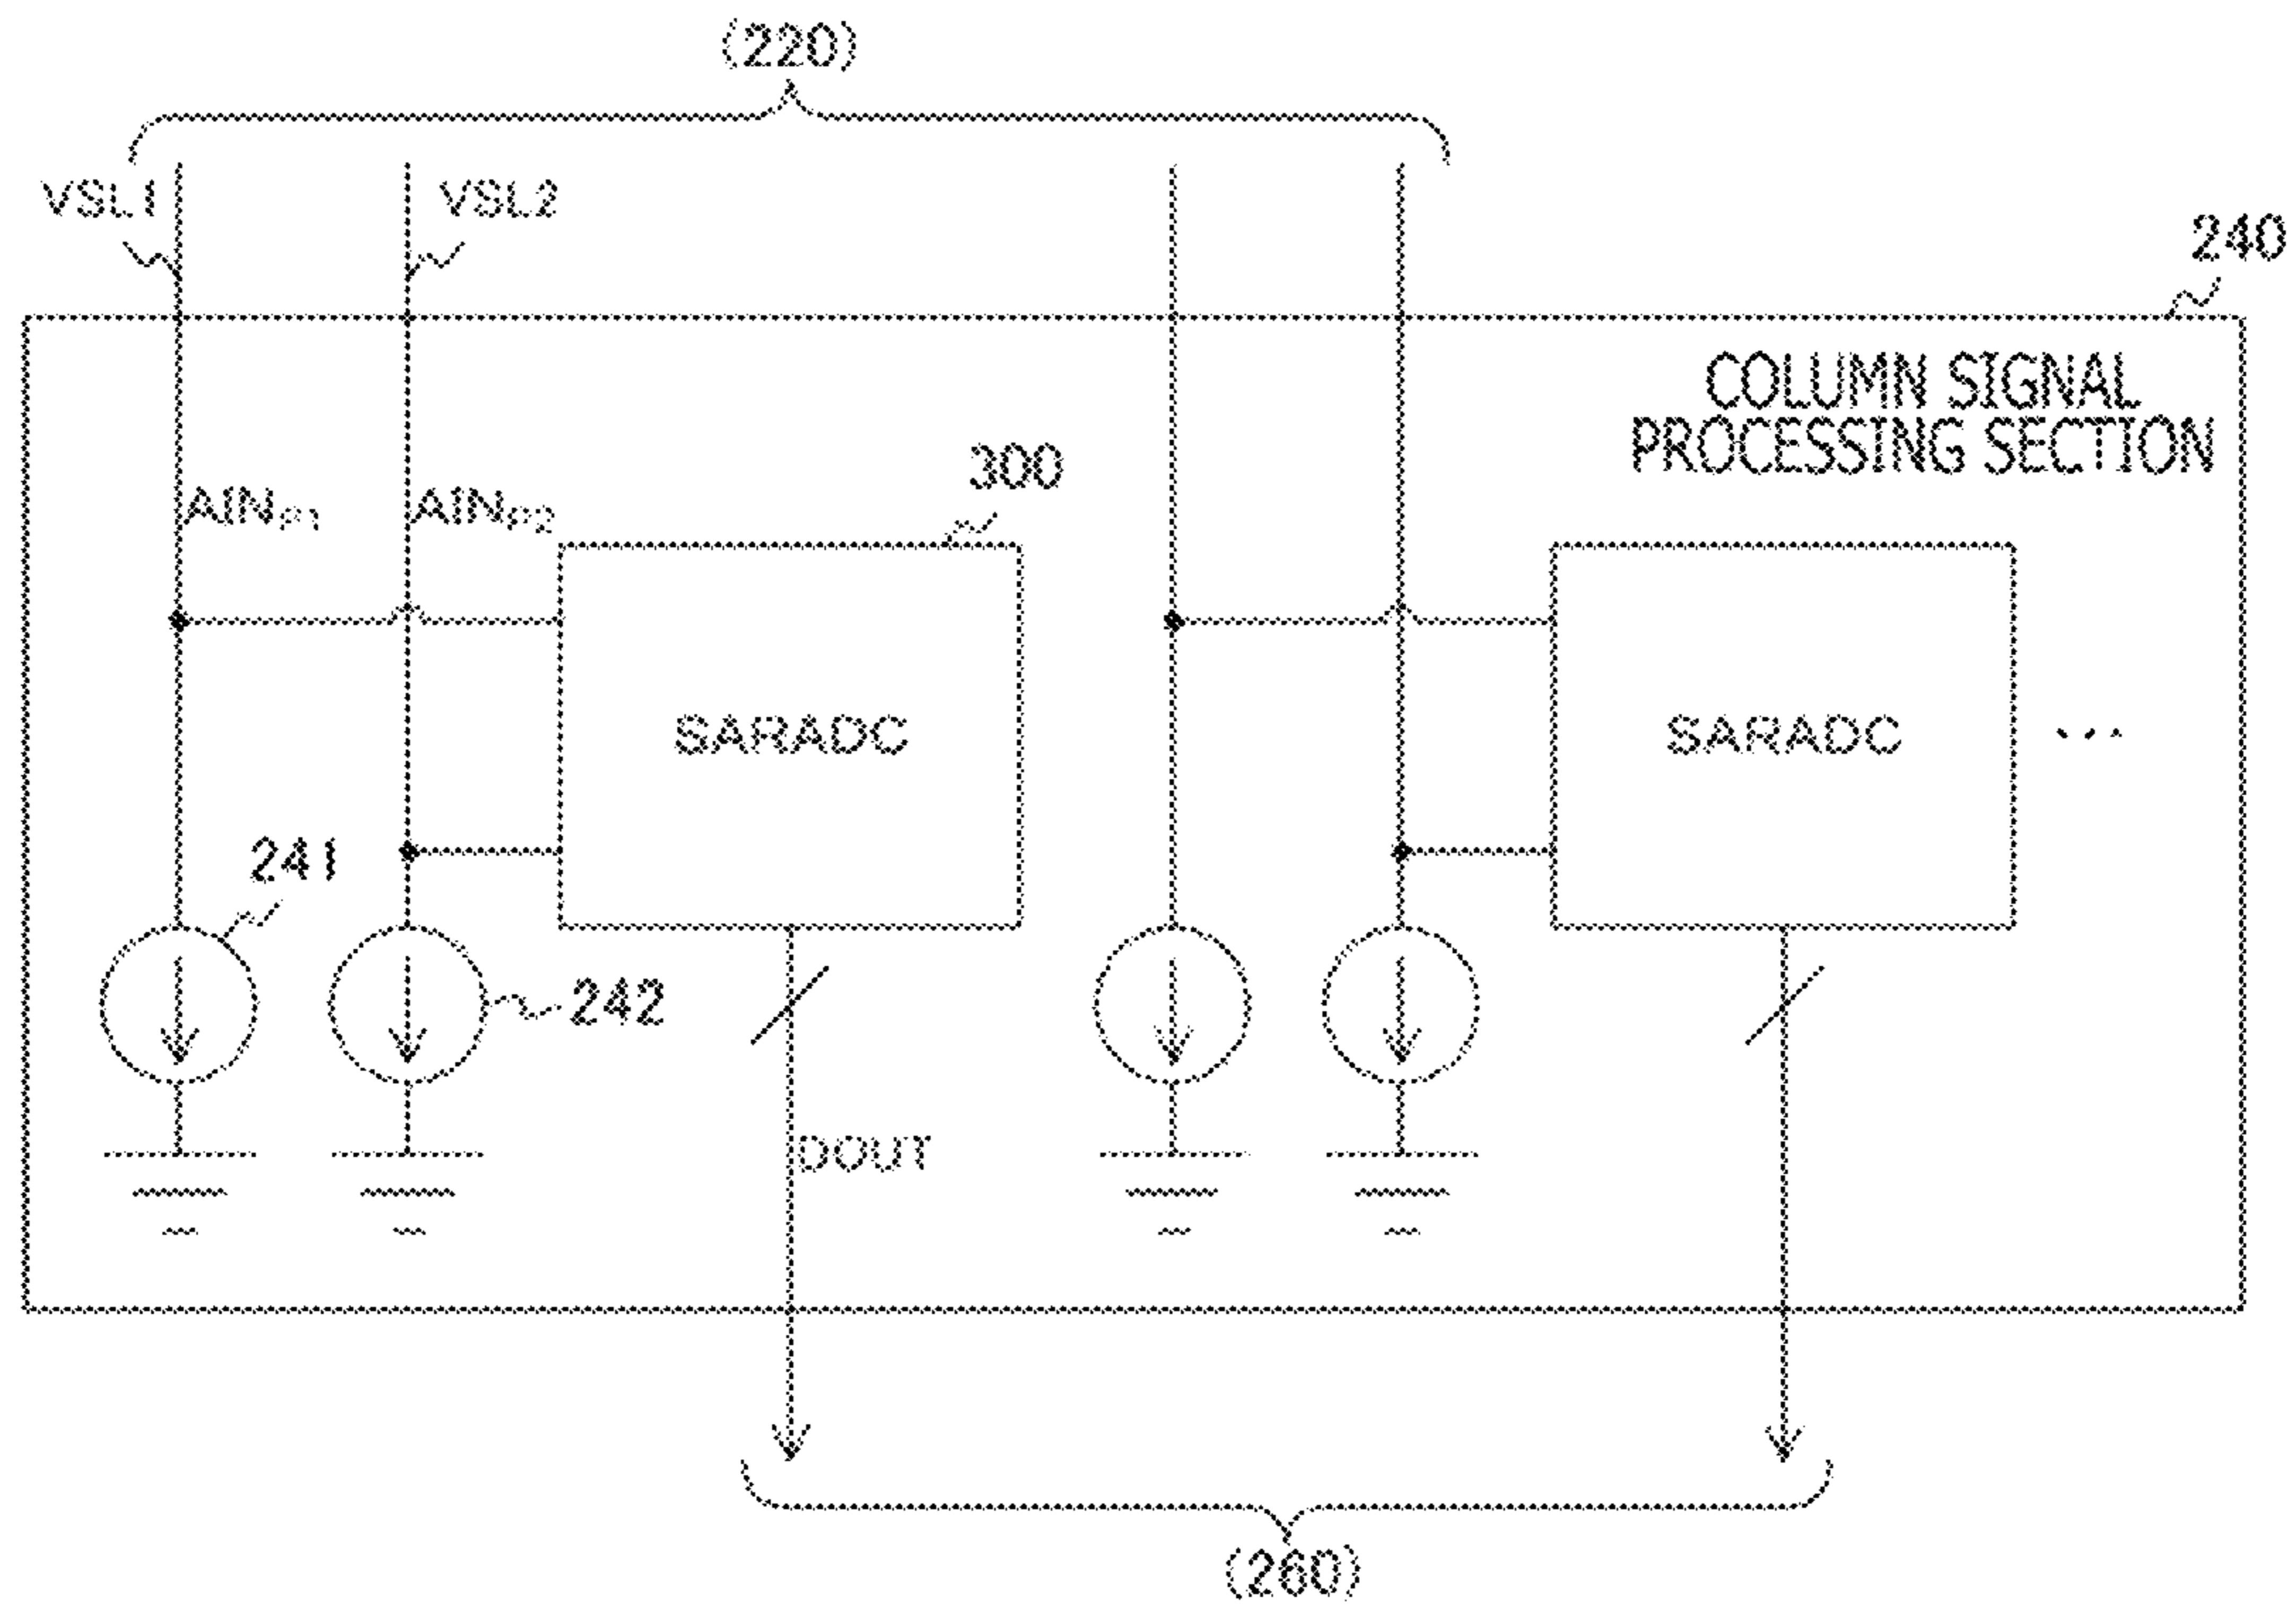 (220)
VSL1
VSL2
240
COLUMN SIGNAL
PROCESSING SECTION
300
AINP1
AINP2
SARADC
SARADC
...
241
242
DOUT
(260)